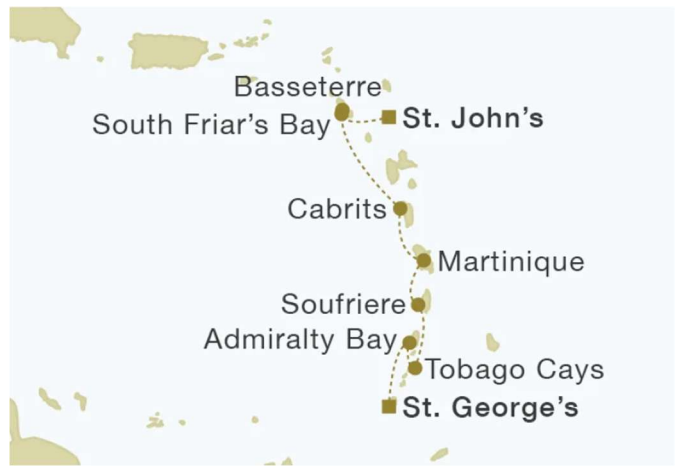 Basseterre
South Friar's Bay
St. John's
Cabrits
Martinique
Soufriere
Admiralty Bay
Tobago Cays
St. George's